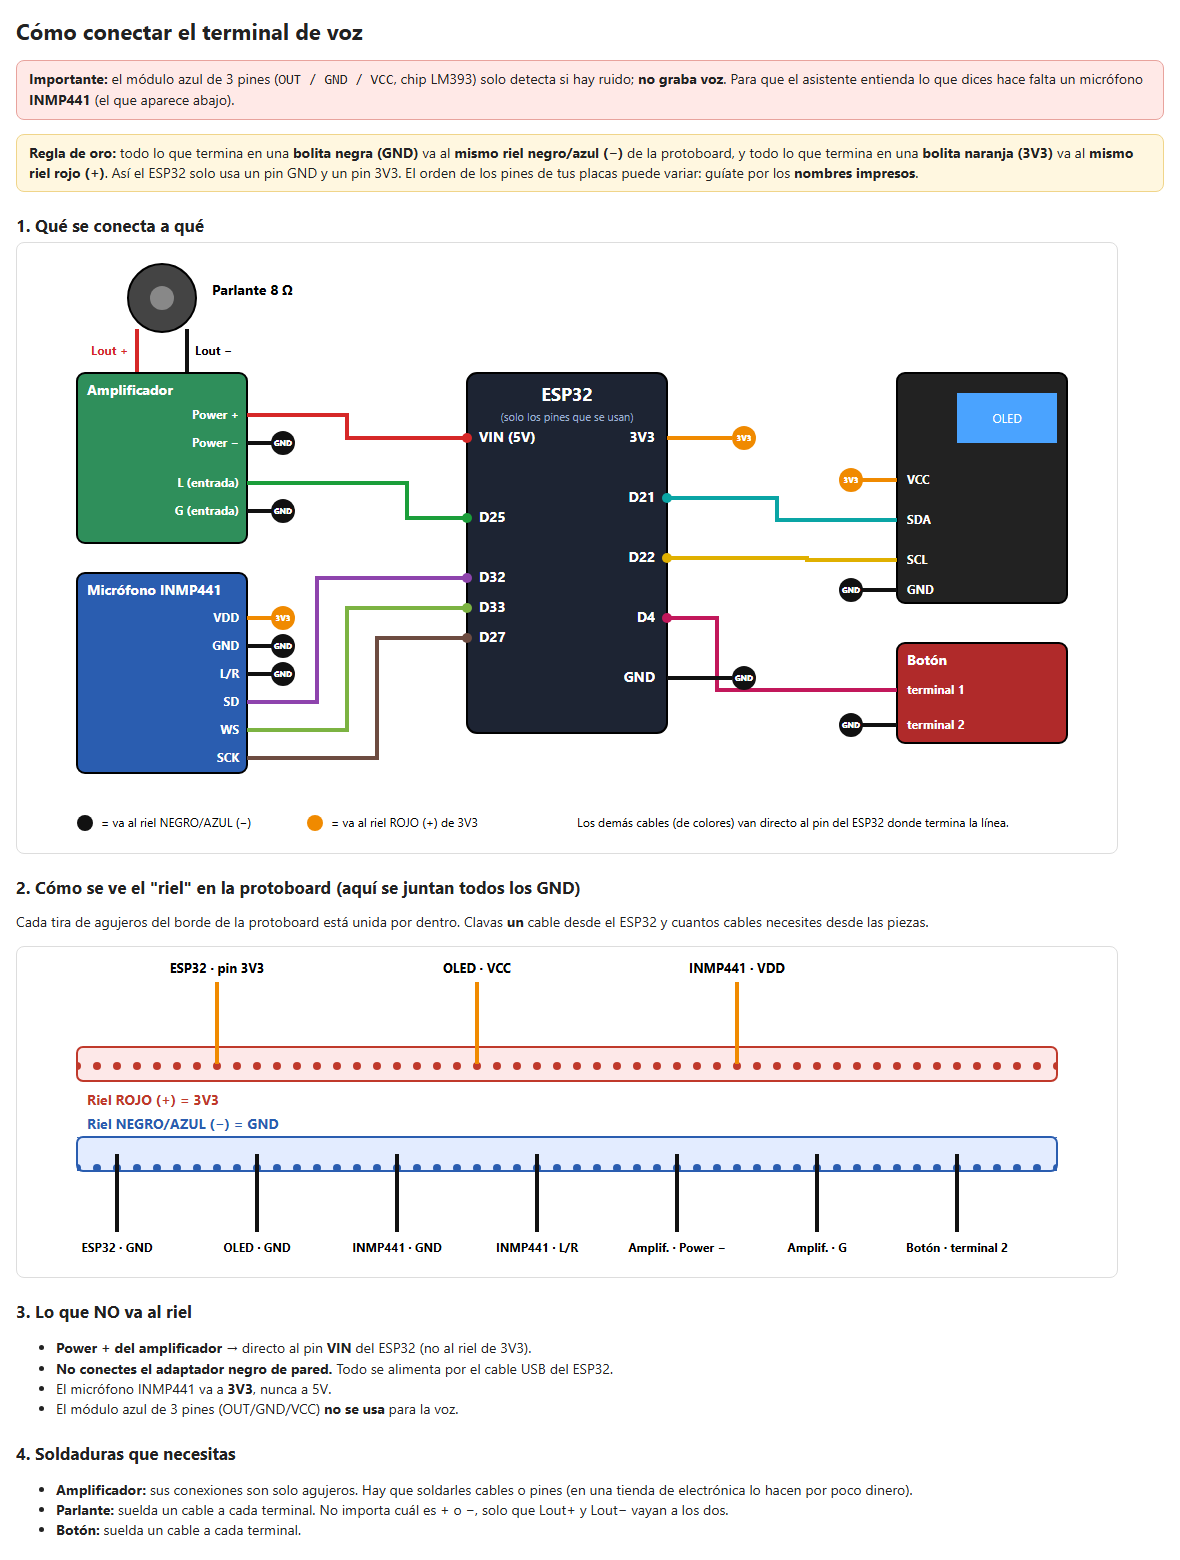 Cómo conectar el terminal de voz
Importante: el módulo azul de 3 pines (OUT / GND / VCC, chip LM393) solo detecta si hay ruido; no graba voz. Para que el asistente entienda lo que dices hace falta un micrófono
INMP441 (el que aparece abajo).
Regla de oro: todo lo que termina en una bolita negra (GND) va al mismo riel negro/azul (−) de la protoboard, y todo lo que termina en una bolita naranja (3V3) va al mismo
riel rojo (+). Así el ESP32 solo usa un pin GND y un pin 3V3. El orden de los pines de tus placas puede variar: guíate por los nombres impresos.
1. Qué se conecta a qué
Parlante 8 Ω
Lout +
Lout −
Amplificador
Power +
Power −
GND
L (entrada)
G (entrada)
GND
Micrófono INMP441
VDD
3V3
GND
GND
L/R
GND
SD
WS
SCK
ESP32
(solo los pines que se usan)
VIN (5V)
3V3
3V3
D21
D25
D22
D32
D33
D4
D27
GND
GND
OLED
3V3
VCC
SDA
SCL
GND
GND
Botón
terminal 1
GND
terminal 2
= va al riel NEGRO/AZUL (−)
= va al riel ROJO (+) de 3V3
Los demás cables (de colores) van directo al pin del ESP32 donde termina la línea.
2. Cómo se ve el "riel" en la protoboard (aquí se juntan todos los GND)
Cada tira de agujeros del borde de la protoboard está unida por dentro. Clavas un cable desde el ESP32 y cuantos cables necesites desde las piezas.
ESP32 · pin 3V3
OLED · VCC
INMP441 · VDD
Riel ROJO (+) = 3V3
Riel NEGRO/AZUL (−) = GND
ESP32 · GND
OLED · GND
INMP441 · GND
INMP441 · L/R
Amplif. · Power −
Amplif. · G
Botón · terminal 2
3. Lo que NO va al riel
• Power + del amplificador → directo al pin VIN del ESP32 (no al riel de 3V3).
• No conectes el adaptador negro de pared. Todo se alimenta por el cable USB del ESP32.
• El micrófono INMP441 va a 3V3, nunca a 5V.
• El módulo azul de 3 pines (OUT/GND/VCC) no se usa para la voz.
4. Soldaduras que necesitas
• Amplificador: sus conexiones son solo agujeros. Hay que soldarles cables o pines (en una tienda de electrónica lo hacen por poco dinero).
• Parlante: suelda un cable a cada terminal. No importa cuál es + o −, solo que Lout+ y Lout− vayan a los dos.
• Botón: suelda un cable a cada terminal.